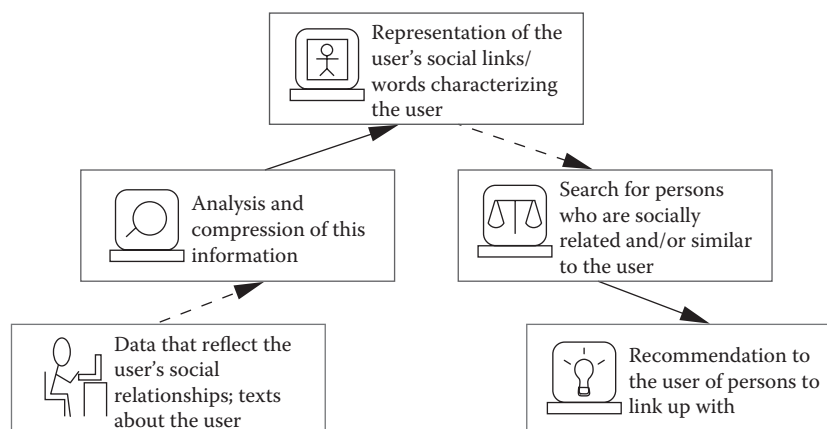 Representation of the
user's social links/
words characterizing
the user
Analysis and
compression of this
information
Search for persons
who are socially
related and/or similar
to the user
Data that reflect the
user's social
relationships; texts
about the user
Recommendation to
the user of persons to
link up with